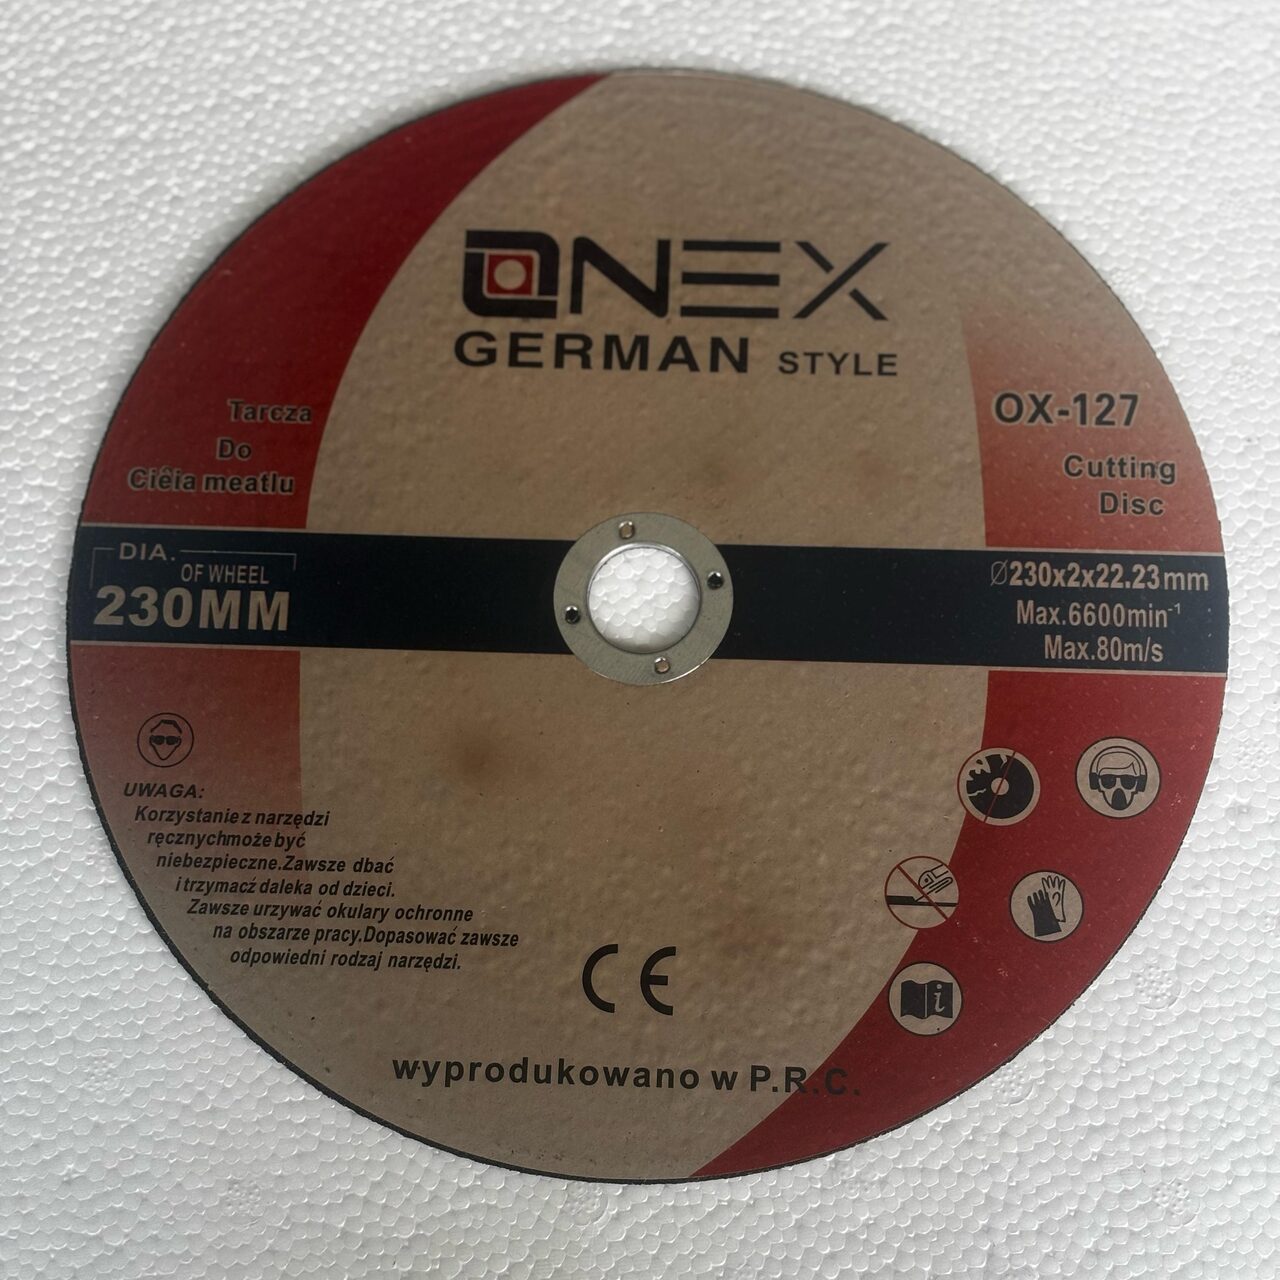 ONEX
GERMAN STYLE
OX-127
Cutting
Disc
Tarcza
Do
Ciêia meatlu
DIA.
OF WHEEL
230MM
Ø230x2x22.23mm
Max.6600min⁻¹
Max.80m/s
UWAGA:
Korzystanie z narzędzi
ręcznychmoże być
niebezpieczne.Zawsze dbać
i trzymacź daleka od dzieci.
Zawsze urzywać okulary ochronne
na obszarze pracy.Dopasować zawsze
odpowiedni rodzaj narzędzi.
CE
wyprodukowano w P.R.C.